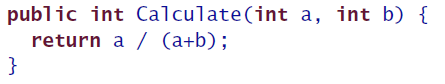 public int Calculate(int a, int b) {
  return a / (a+b);
}